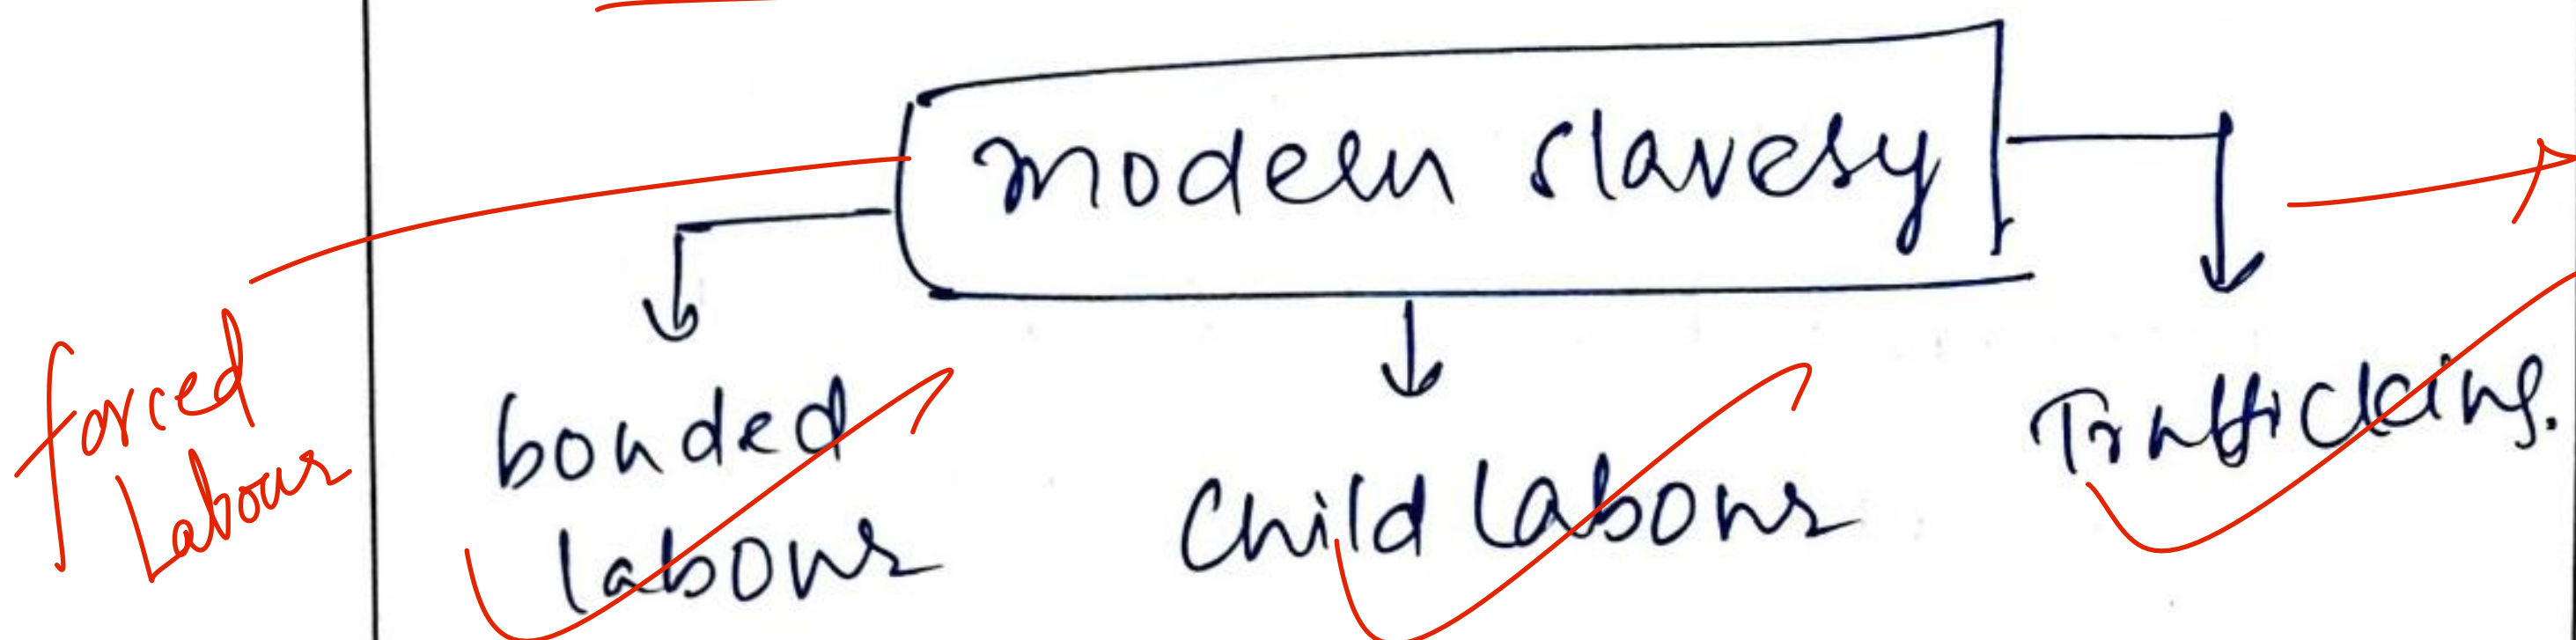 modern slavery
forced
Labour
bonded
labour
Child labour
Trafficking.